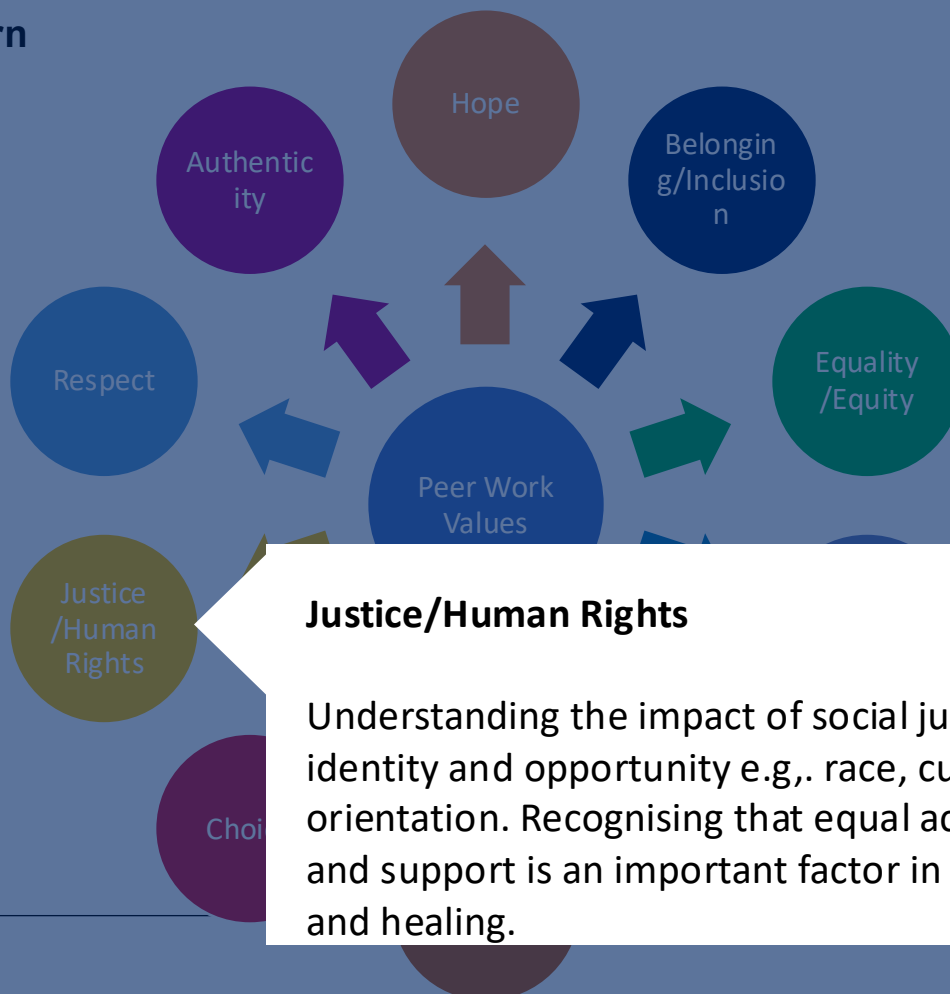 rn
Hope
Authentic
ity
Belongin
g/Inclusio
n
Respect
Equality
/Equity
Peer Work
Values
Justice
/Human
Rights
Justice/Human Rights
Understanding the impact of social ju
identity and opportunity e.g,. race, cu
orientation. Recognising that equal ac
and support is an important factor in
and healing.
Choi